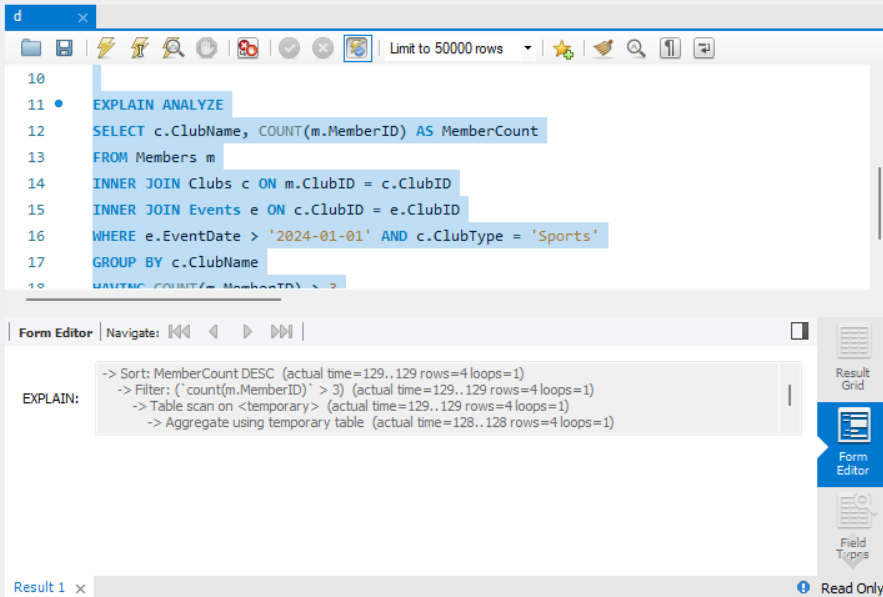 d
Limit to 50000 rows
10
11 EXPLAIN ANALYZE
12 SELECT c.ClubName, COUNT(m.MemberID) AS MemberCount
13 FROM Members m
14 INNER JOIN Clubs c ON m.ClubID = c.ClubID
15 INNER JOIN Events e ON c.ClubID = e.ClubID
16 WHERE e.EventDate > '2024-01-01' AND c.ClubType = 'Sports'
17 GROUP BY c.ClubName
18 HAVING COUNT(m.MemberID) > 3
Form Editor Navigate:
EXPLAIN:
-> Sort: MemberCount DESC (actual time=129..129 rows=4 loops=1)
-> Filter: (`count(m.MemberID)` > 3) (actual time=129..129 rows=4 loops=1)
-> Table scan on <temporary> (actual time=129..129 rows=4 loops=1)
-> Aggregate using temporary table (actual time=128..128 rows=4 loops=1)
Result
Grid
Form
Editor
Field
Types
Result 1
Read Only